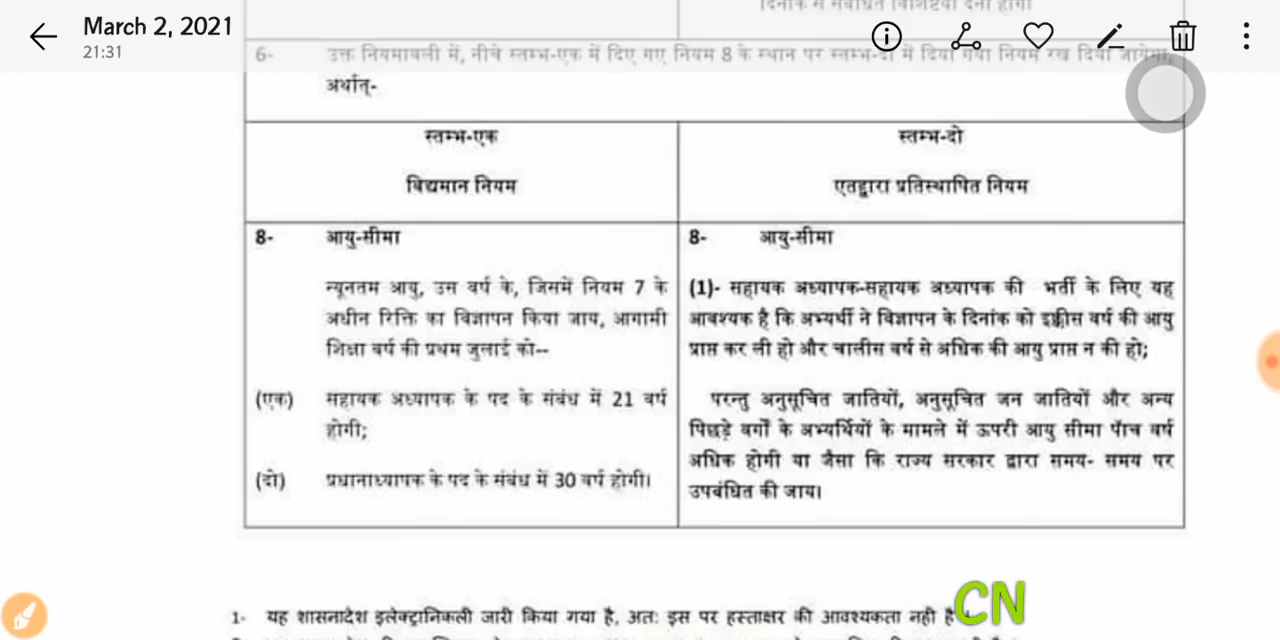 March 2, 2021
21:31
6- उक्त नियमावली में, नीचे स्तम्भ-एक में दिए गए नियम 8 के स्थान पर स्तम्भ-दो में दिया गया नियम रख दिया जायेगा,
अर्थात्-
स्तम्भ-एक
विद्यमान नियम
स्तम्भ-दो
एतद्द्वारा प्रतिस्थापित नियम
8- आयु-सीमा
न्यूनतम आयु, उस वर्ष के, जिसमें नियम 7 के
अधीन रिक्ति का विज्ञापन किया जाय, आगामी
शिक्षा वर्ष की प्रथम जुलाई को--
(एक) सहायक अध्यापक के पद के संबंध में 21 वर्ष
होगी;
(दो) प्रधानाध्यापक के पद के संबंध में 30 वर्ष होगी।
8- आयु-सीमा
(1)- सहायक अध्यापक-सहायक अध्यापक की भर्ती के लिए यह
आवश्यक है कि अभ्यर्थी ने विज्ञापन के दिनांक को इक्कीस वर्ष की आयु
प्राप्त कर ली हो और चालीस वर्ष से अधिक की आयु प्राप्त न की हो;
परन्तु अनुसूचित जातियों, अनुसूचित जन जातियों और अन्य
पिछड़े वर्गों के अभ्यर्थियों के मामले में ऊपरी आयु सीमा पॅाच वर्ष
अधिक होगी या जैसा कि राज्य सरकार द्वारा समय- समय पर
उपबंधित की जाय।
1- यह शासनादेश इलेक्ट्रानिकली जारी किया गया है, अतः इस पर हस्ताक्षर की आवश्यकता नही है
CN